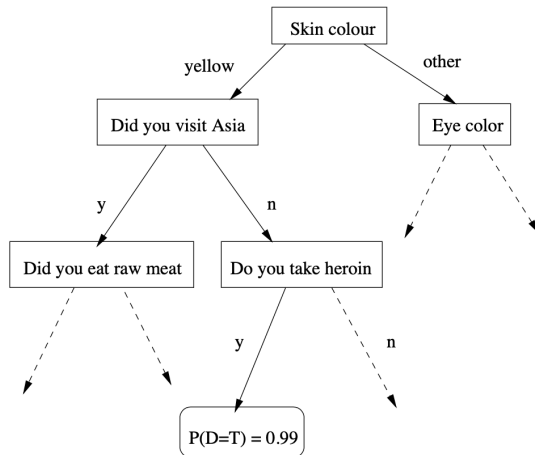 Skin colour
yellow
other
Did you visit Asia
Eye color
y
n
Did you eat raw meat
Do you take heroin
y
n
P(D=T) = 0.99